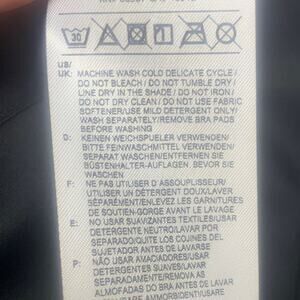 30
US/
UK: MACHINE WASH COLD DELICATE CYCLE/
DO NOT BLEACH / DO NOT TUMBLE DRY /
LINE DRY IN THE SHADE / DO NOT IRON /
DO NOT DRY CLEAN / DO NOT USE FABRIC
SOFTENER/USE MILD DETERGENT ONLY/
WASH SEPARATELY/REMOVE BRA PADS
BEFORE WASHING
D: KEINEN WEICHSPUELER VERWENDEN/
BITTE FEINWASCHMITTEL VERWENDEN/
SEPARAT WASCHEN/ENTFERNEN SIE
BÜSTENHALTER-AUFLAGEN, BEVOR SIE
WASCHEN
F: NE PAS UTILISER D'ASSOUPLISSEUR/
UTILISER UN DÉTERGENT DOUX/LAVER
SÉPARÉMENT/ENLEVEZ LES GARNITURES
DE SOUTIEN-GORGE AVANT LE LAVAGE
E: NO USAR SUAVIZANTES TEXTILES/USAR
DETERGENTE NEUTRO/LAVAR POR
SEPARADO/QUITE LOS COJINES DEL
SUJETADOR ANTES DE LAVARSE
P: NÃO USAR AMACIADORES/USAR
DETERGENTES SUAVES/LAVAR
SEPARADAMENTE/REMOVA AS
ALMOFADAS DO BRA ANTES DE LAVAR